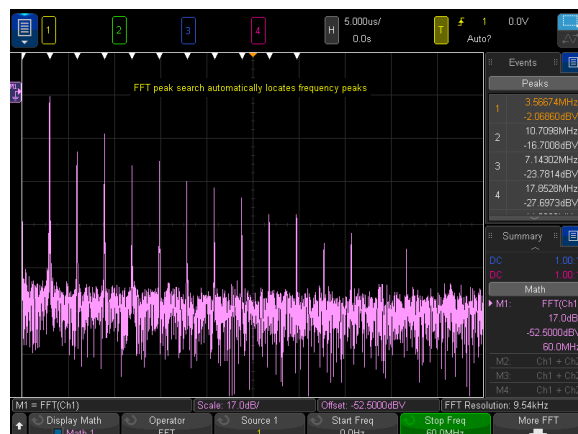 1
2
3
4
H
5.000us/
0.0s
T
1
0.0V
Auto?
FFT peak search automatically locates frequency peaks
Events
Peaks
1
3.56674MHz
-2.06860dBV
2
10.7098MHz
-16.7008dBV
3
7.14302MHz
-23.7814dBV
4
17.8528MHz
-27.6973dBV
Summary
DC 1.00:
DC 1.00:
Math
M1: FFT(Ch1
17.0dB
-52.5000dBV
60.0MHz
M2: Ch1 + Ch2
M3: Ch1 + Ch2
M4: Ch1 + Ch2
M1 = FFT(Ch1)
Scale: 17.0dB/
Offset: -52.5000dBV
FFT Resolution: 9.54kHz
Display Math
Math 1
Operator
FFT
Source 1
1
Start Freq
0.0Hz
Stop Freq
60.0MHz
More FFT